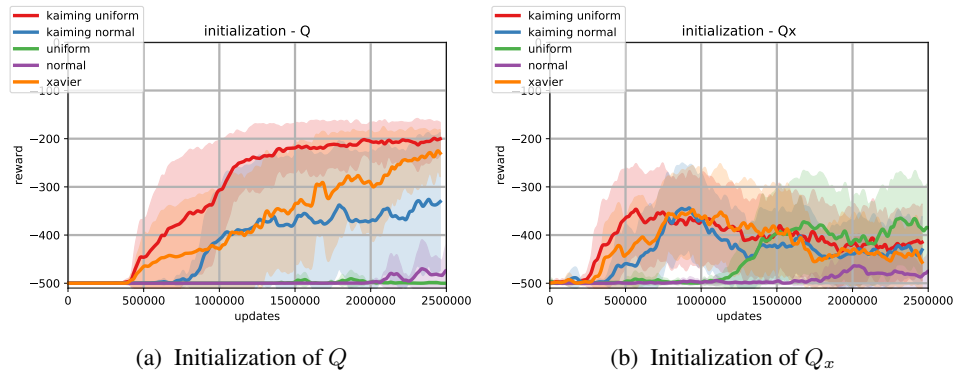 kaiming uniform
kaiming normal
uniform
normal
xavier
initialization - Q
−100
−200
−300
−400
−500
reward
0 500000 1000000 1500000 2000000 2500000
updates
(a) Initialization of Q
kaiming uniform
kaiming normal
uniform
normal
xavier
initialization - Qx
−100
−200
−300
−400
−500
reward
0 500000 1000000 1500000 2000000 2500000
updates
(b) Initialization of Qₓ